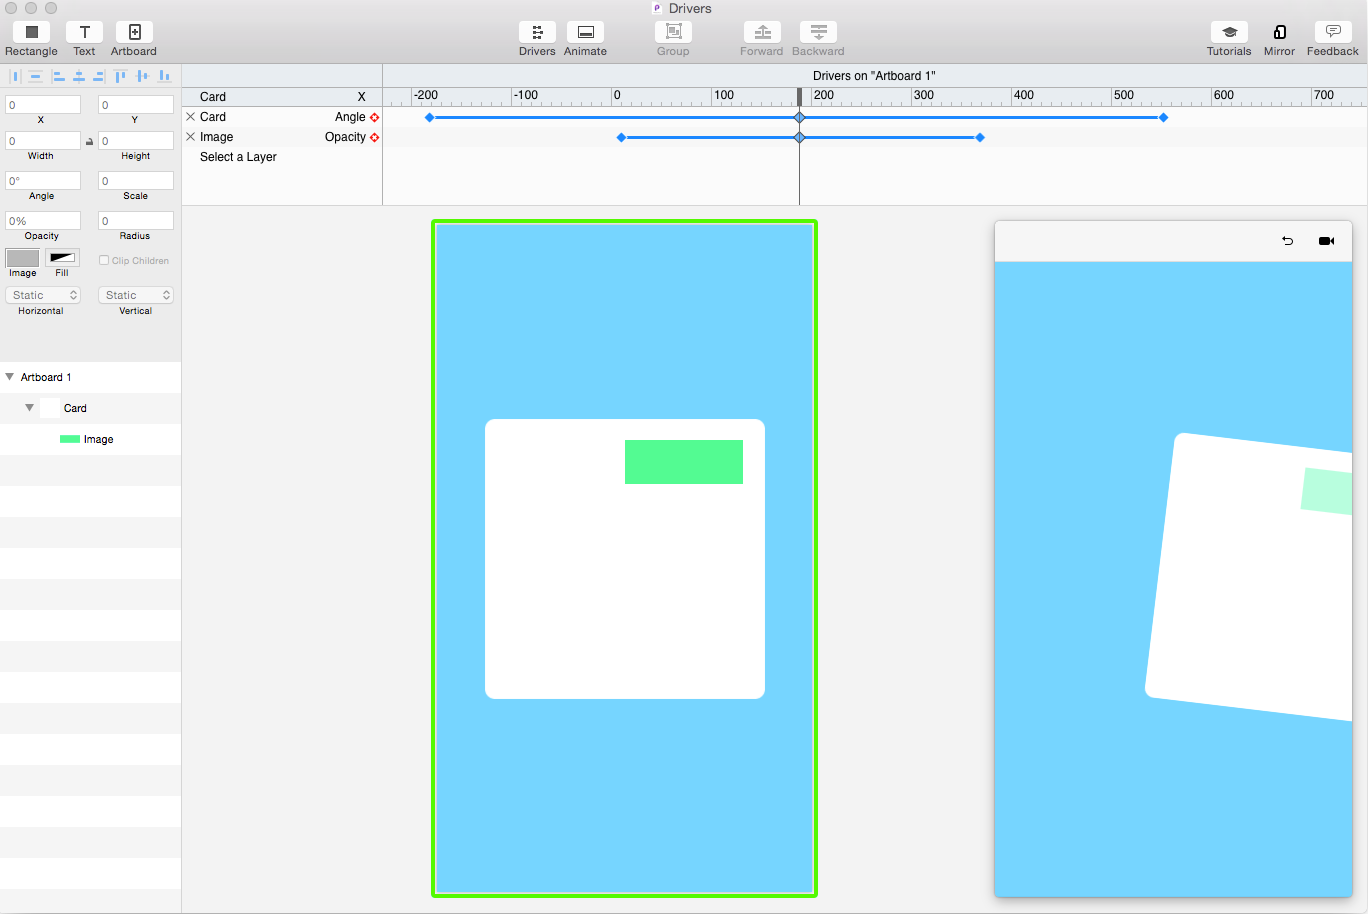 Drivers
Rectangle Text Artboard Drivers Animate Group Forward Backward Tutorials Mirror Feedback
Drivers on "Artboard 1"
Card X -200 -100 0 100 200 300 400 500 600 700
Card Angle
Image Opacity
Select a Layer
0 0
X Y
0 0
Width Height
0° 0
Angle Scale
0% 0
Opacity Radius
Clip Children
Image Fill
Static Static
Horizontal Vertical
Artboard 1
Card
Image